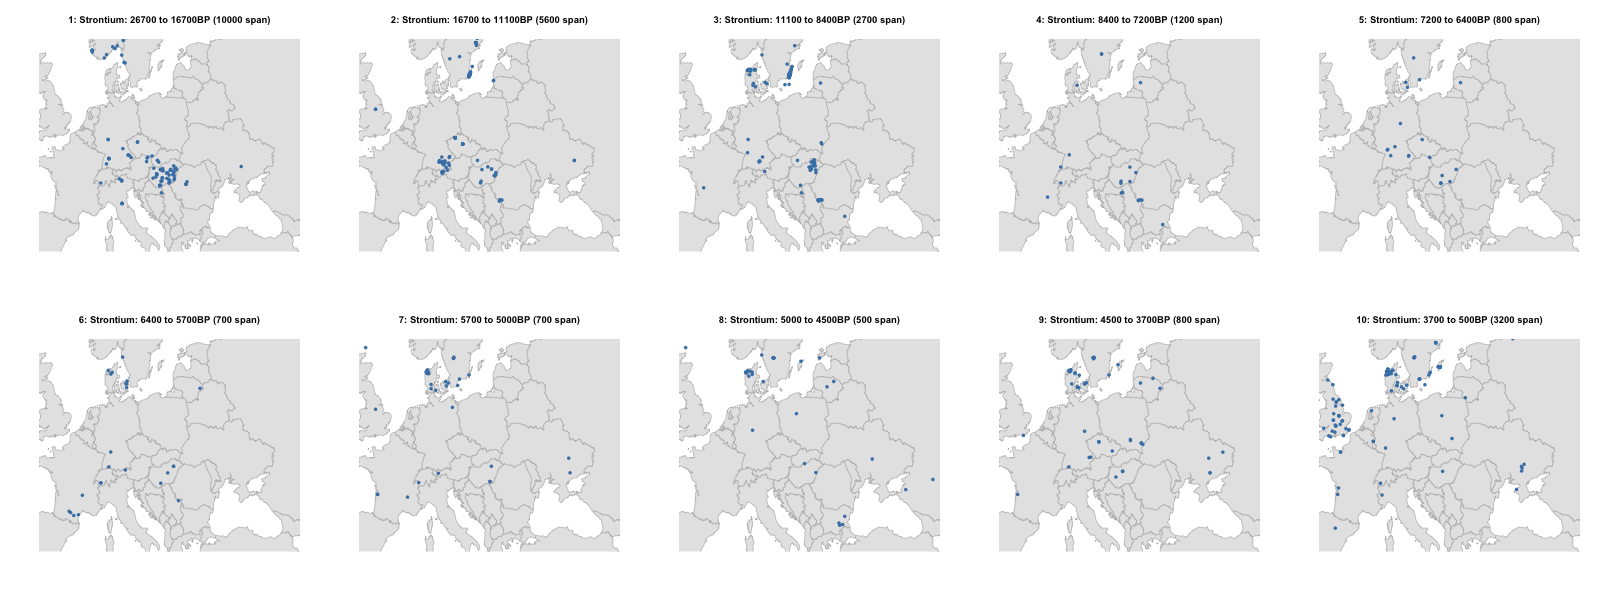 1: Strontium: 26700 to 16700BP (10000 span)
2: Strontium: 16700 to 11100BP (5600 span)
3: Strontium: 11100 to 8400BP (2700 span)
4: Strontium: 8400 to 7200BP (1200 span)
5: Strontium: 7200 to 6400BP (800 span)
6: Strontium: 6400 to 5700BP (700 span)
7: Strontium: 5700 to 5000BP (700 span)
8: Strontium: 5000 to 4500BP (500 span)
9: Strontium: 4500 to 3700BP (800 span)
10: Strontium: 3700 to 500BP (3200 span)